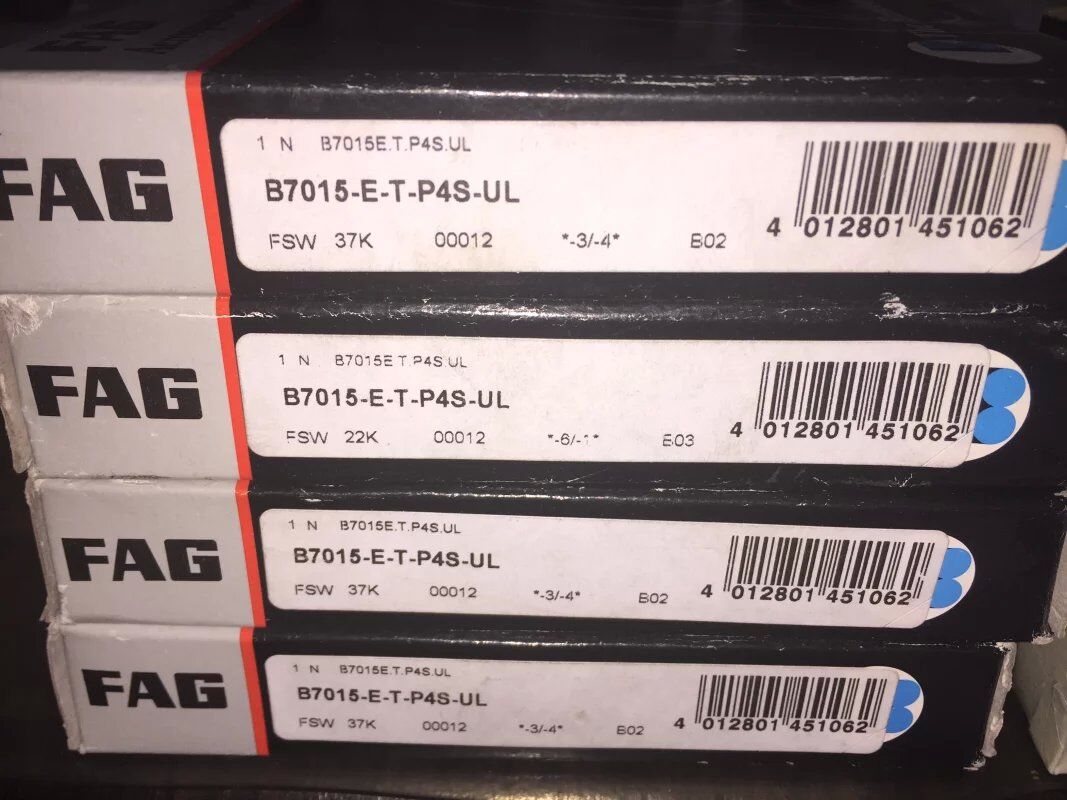 FAG
1 N B7015E.T.P4S.UL
B7015-E-T-P4S-UL
FSW 37K 00012 *-3/-4* B02
4 012801 451062
FAG
1 N B7015E.T.P4S.UL
B7015-E-T-P4S-UL
FSW 22K 00012 *-6/-1* E03
4 012801 451062
FAG
1 N B7015E.T.P4S.UL
B7015-E-T-P4S-UL
FSW 37K 00012 *-3/-4* B02
4 012801 451062
FAG
1 N B7015E.T.P4S.UL
B7015-E-T-P4S-UL
FSW 37K 00012 *-3/-4* B02
4 012801 451062